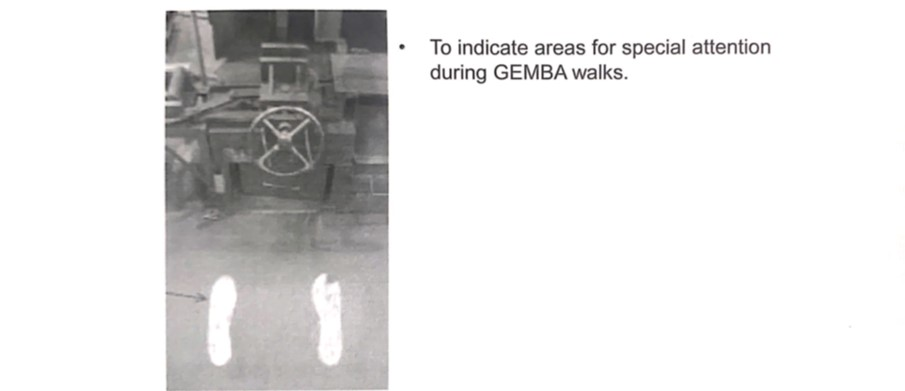 • To indicate areas for special attention
during GEMBA walks.